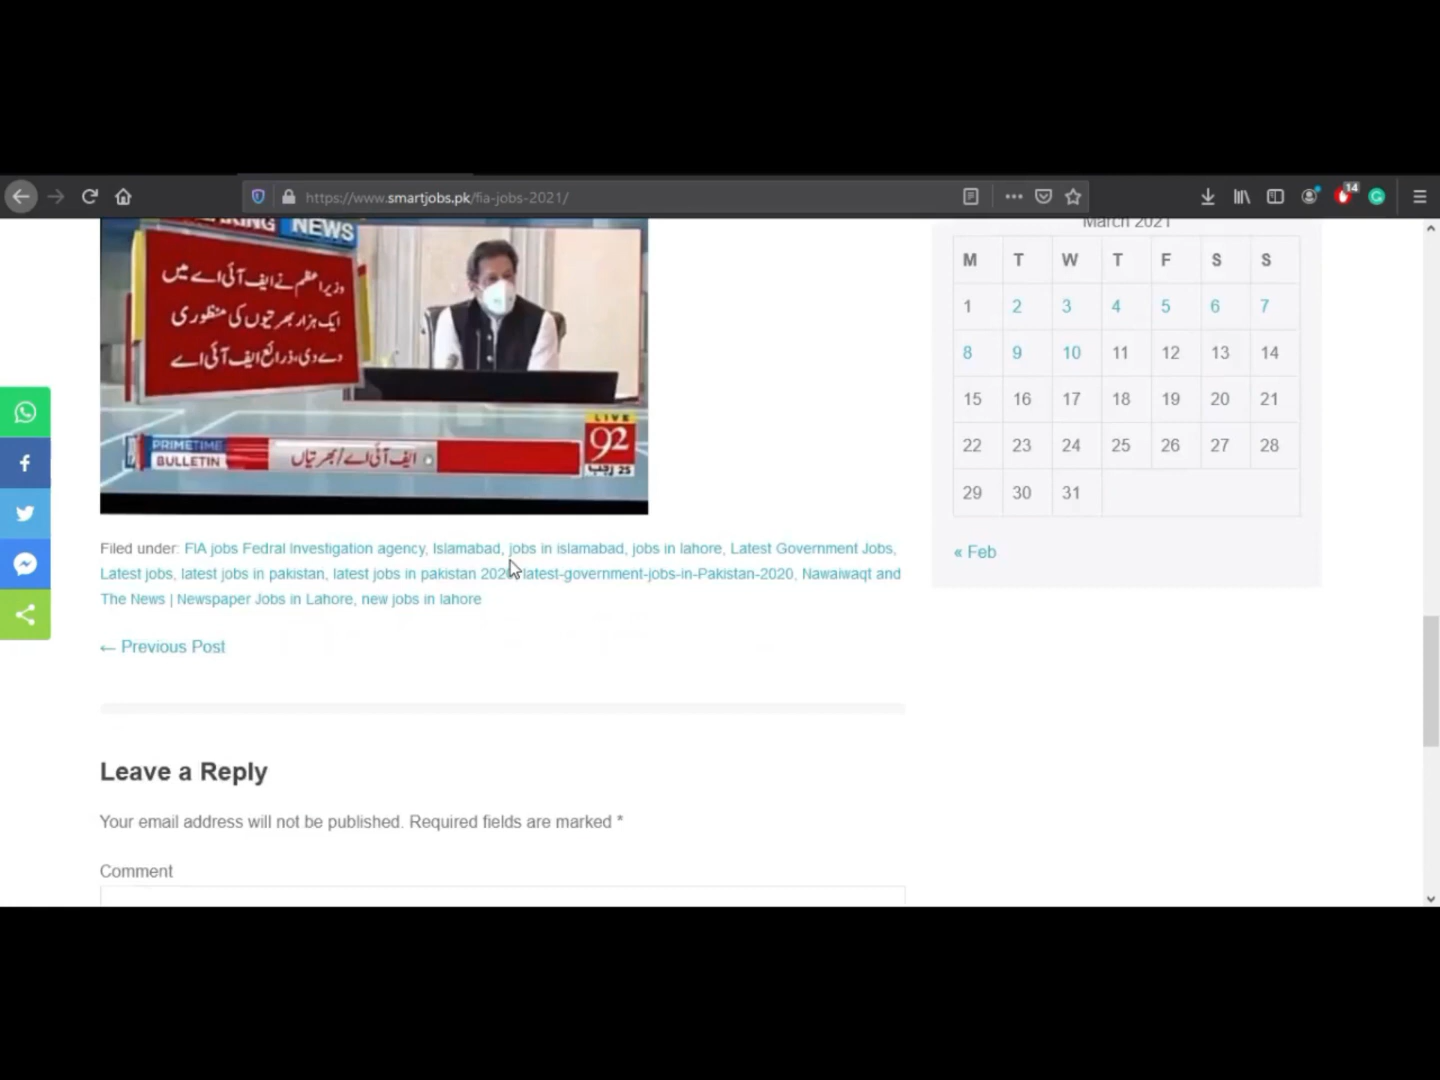 https://www.smartjobs.pk/fia-jobs-2021/
14
NEWS
وزیراعظم نے ایف آئی اے میں
ایک ہزار بھرتیوں کی منظوری
دے دی، ذرائع ایف آئی اے
LIVE
92
25 رجب
PRIMETIME
BULLETIN
ایف آئی اے/بھرتیاں
Filed under: FIA jobs Fedral Investigation agency, Islamabad, jobs in islamabad, jobs in lahore, Latest Government Jobs,
Latest jobs, latest jobs in pakistan, latest jobs in pakistan 2020, latest-government-jobs-in-Pakistan-2020, Nawaiwaqt and
The News | Newspaper Jobs in Lahore, new jobs in lahore
← Previous Post
Leave a Reply
Your email address will not be published. Required fields are marked *
Comment
March 2021
M T W T F S S
1 2 3 4 5 6 7
8 9 10 11 12 13 14
15 16 17 18 19 20 21
22 23 24 25 26 27 28
29 30 31
« Feb